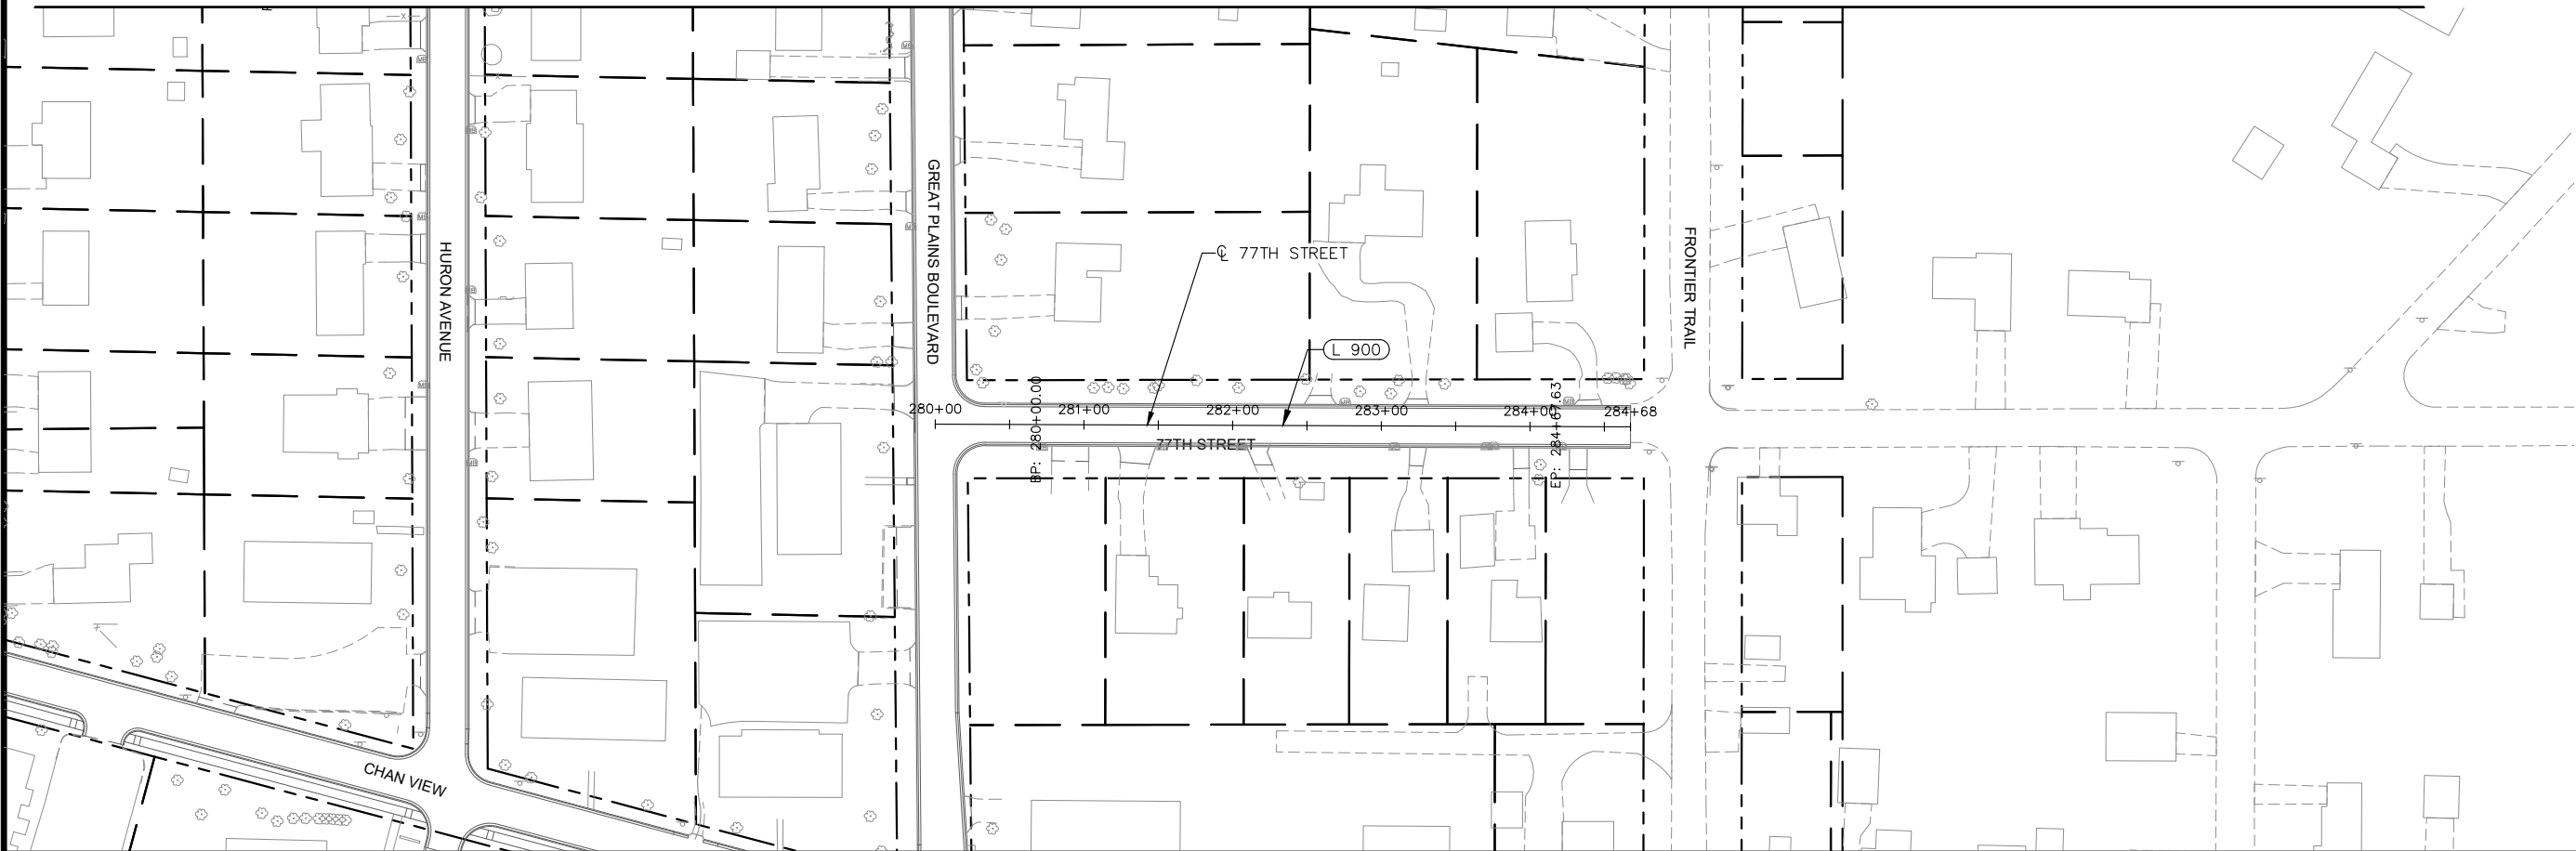 HURON AVENUE
GREAT PLAINS BOULEVARD
℄ 77TH STREET
FRONTIER TRAIL
L 900
280+00
281+00
282+00
283+00
284+00
284+68
BP: 280+00.00
EP: 284+67.63
77TH STREET
CHAN VIEW